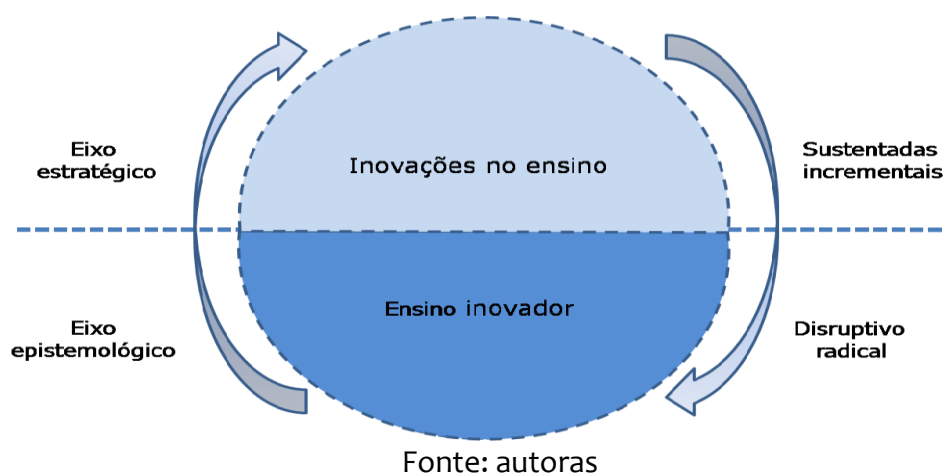 Eixo
estratégico
Inovações no ensino
Sustentadas
incrementais
Eixo
epistemológico
Ensino inovador
Disruptivo
radical
Fonte: autoras